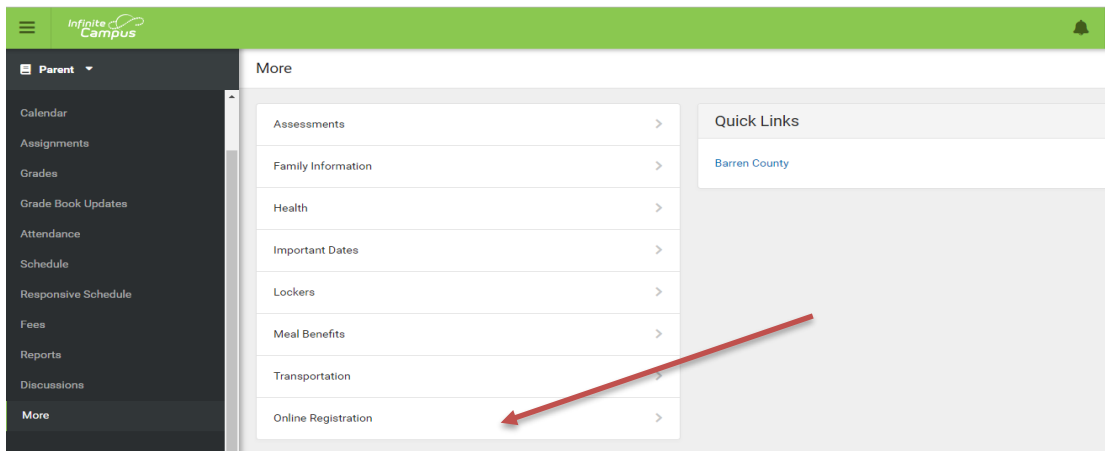 Infinite
Campus
Parent
More
Calendar
Assignments
Grades
Grade Book Updates
Attendance
Schedule
Responsive Schedule
Fees
Reports
Discussions
More
Assessments
Family Information
Health
Important Dates
Lockers
Meal Benefits
Transportation
Online Registration
Quick Links
Barren County